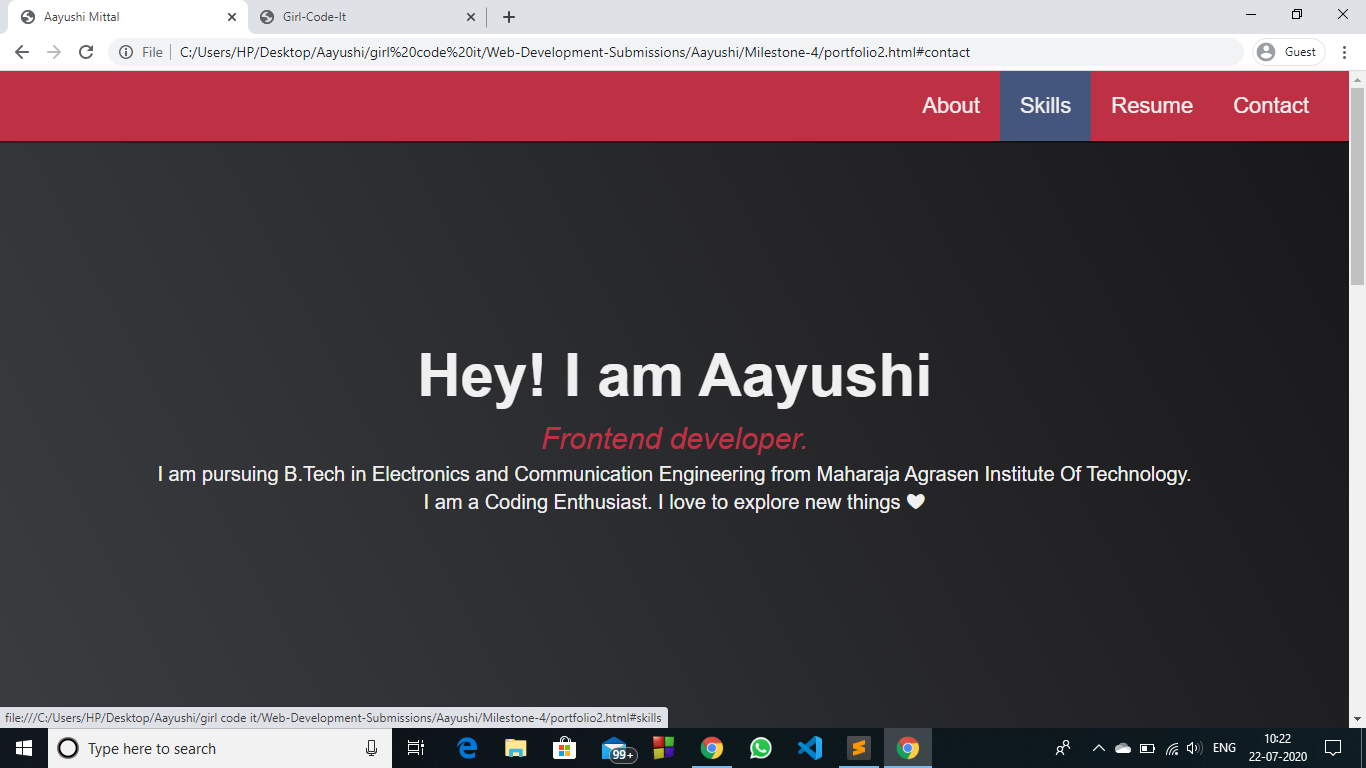 Aayushi Mittal
Girl-Code-It
File
C:/Users/HP/Desktop/Aayushi/girl%20code%20it/Web-Development-Submissions/Aayushi/Milestone-4/portfolio2.html#contact
Guest
About Skills Resume Contact
Hey! I am Aayushi
Frontend developer.
I am pursuing B.Tech in Electronics and Communication Engineering from Maharaja Agrasen Institute Of Technology.
I am a Coding Enthusiast. I love to explore new things ♥
file:///C:/Users/HP/Desktop/Aayushi/girl code it/Web-Development-Submissions/Aayushi/Milestone-4/portfolio2.html#skills
Type here to search
99+
ENG
10:22
22-07-2020